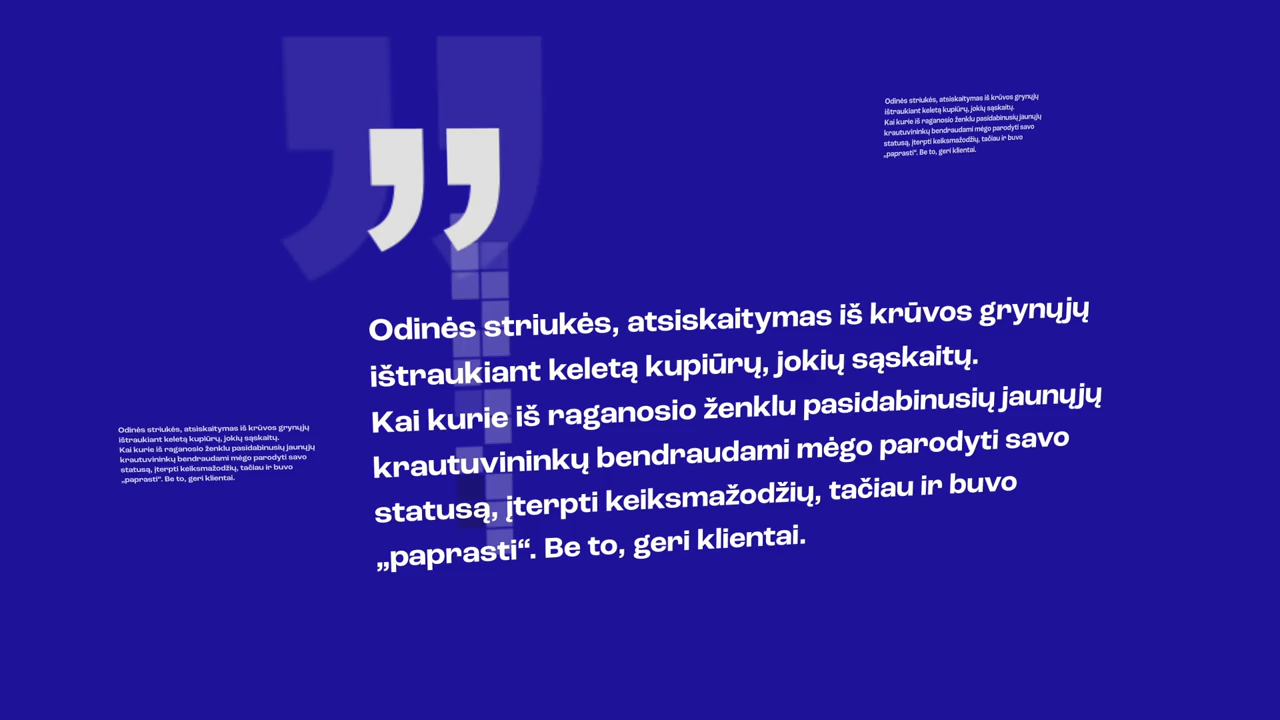 ”
Odinės striukės, atsiskaitymas iš krūvos grynųjų
ištraukiant keletą kupiūrų, jokių sąskaitų.
Kai kurie iš raganosio ženklu pasidabinusių jaunųjų
krautuvininkų bendraudami mėgo parodyti savo
statusą, įterpti keiksmažodžių, tačiau ir buvo
„paprasti“. Be to, geri klientai.
Odinės striukės, atsiskaitymas iš krūvos grynųjų
ištraukiant keletą kupiūrų, jokių sąskaitų.
Kai kurie iš raganosio ženklu pasidabinusių jaunųjų
krautuvininkų bendraudami mėgo parodyti savo
statusą, įterpti keiksmažodžių, tačiau ir buvo
„paprasti“. Be to, geri klientai.
Odinės striukės, atsiskaitymas iš krūvos grynųjų
ištraukiant keletą kupiūrų, jokių sąskaitų.
Kai kurie iš raganosio ženklu pasidabinusių jaunųjų
krautuvininkų bendraudami mėgo parodyti savo
statusą, įterpti keiksmažodžių, tačiau ir buvo
„paprasti“. Be to, geri klientai.